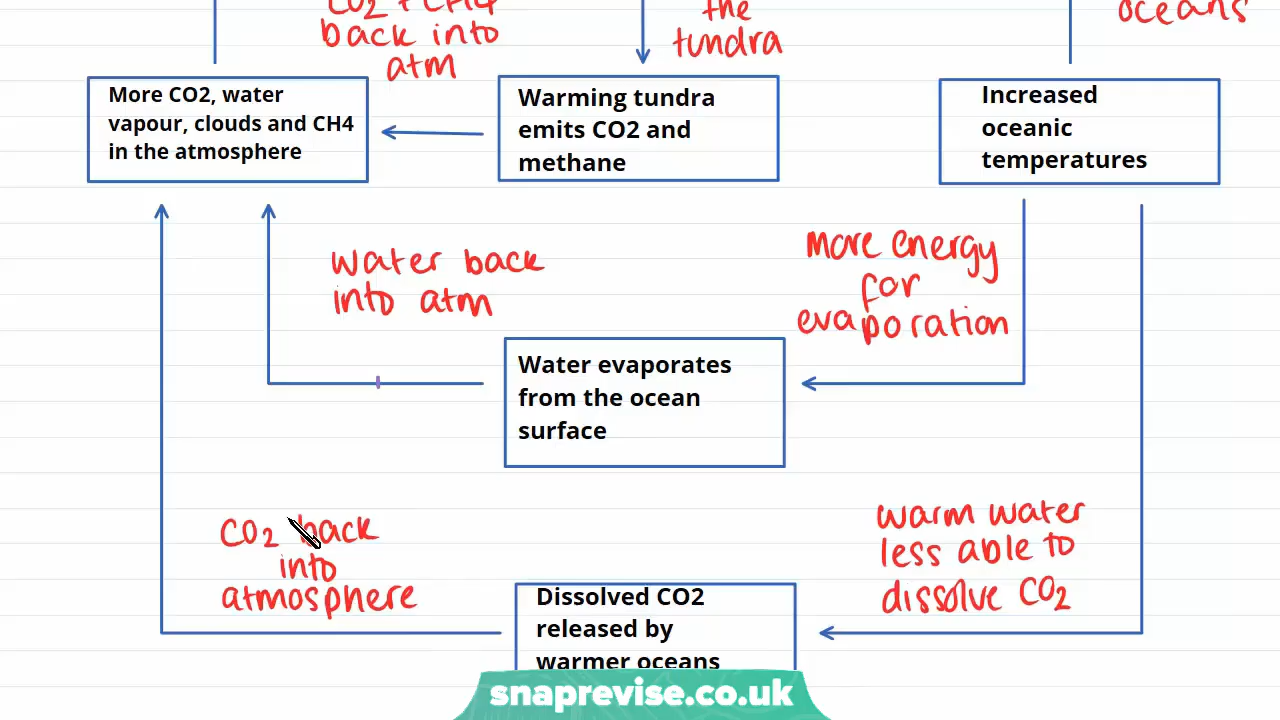 CO2 + CH4
back into
atm
the
tundra
oceans
More CO2, water
vapour, clouds and CH4
in the atmosphere
Warming tundra
emits CO2 and
methane
Increased
oceanic
temperatures
water back
into atm
more energy
for
evaporation
Water evaporates
from the ocean
surface
CO2 back
into
atmosphere
warm water
less able to
dissolve CO2
Dissolved CO2
released by
warmer oceans
snaprevise.co.uk